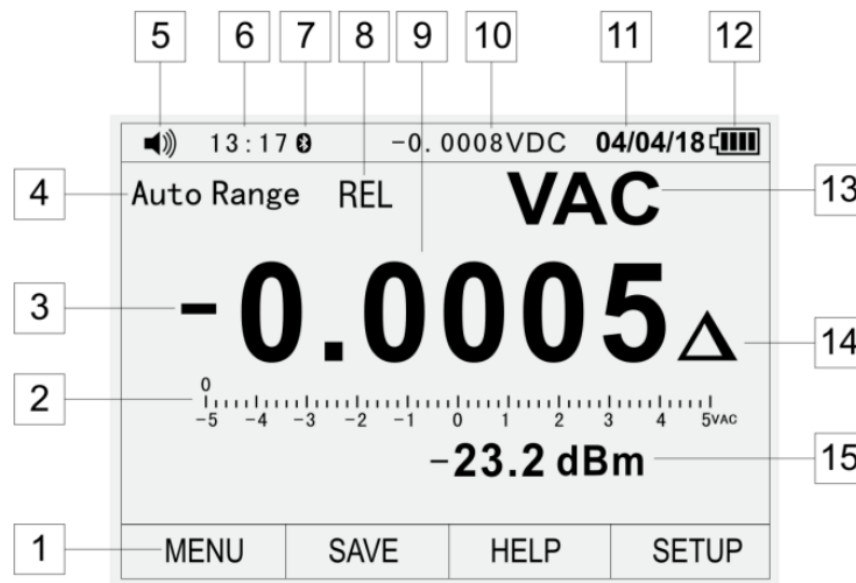 5 6 7 8 9 10 11 12
13:17 -0.0008VDC 04/04/18
4 Auto Range REL VAC 13
3 -0.0005Δ 14
0
2 -5 -4 -3 -2 -1 0 1 2 3 4 5VAC
-23.2 dBm 15
1 MENU SAVE HELP SETUP